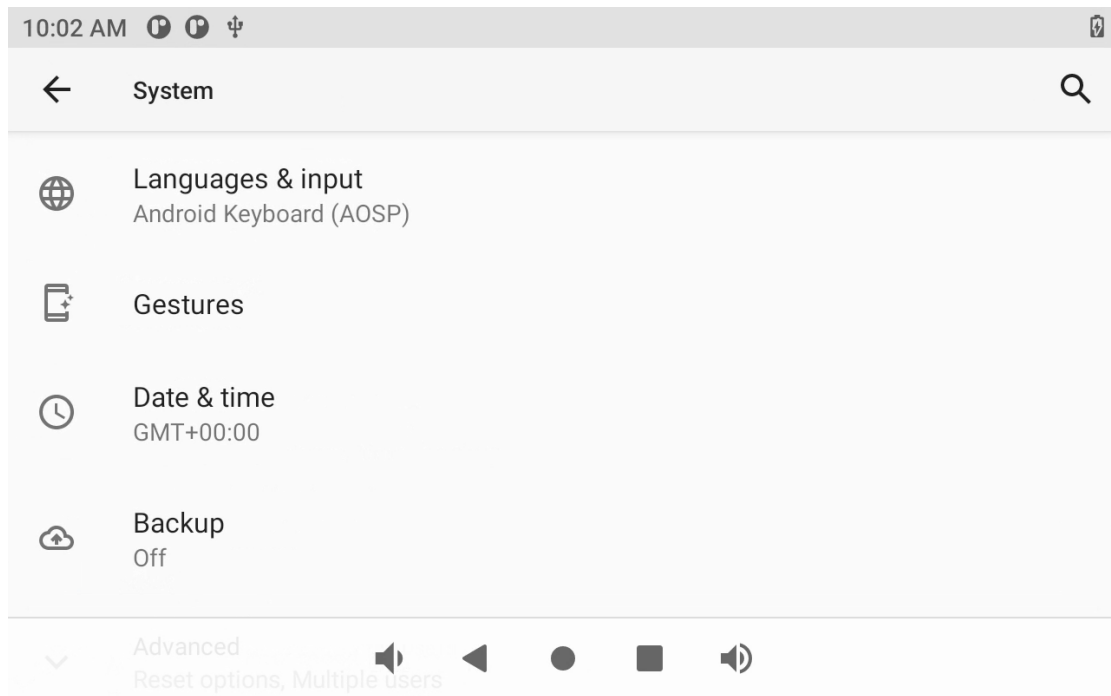 10:02 AM
System
Languages & input
Android Keyboard (AOSP)
Gestures
Date & time
GMT+00:00
Backup
Off
Advanced
Reset options, Multiple users